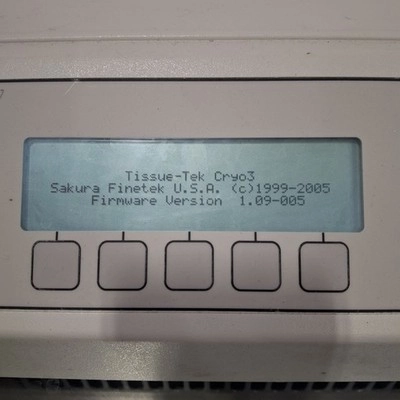 Tissue-Tek Cryo3
Sakura Finetek U.S.A. (c)1999-2005
Firmware Version 1.09-005